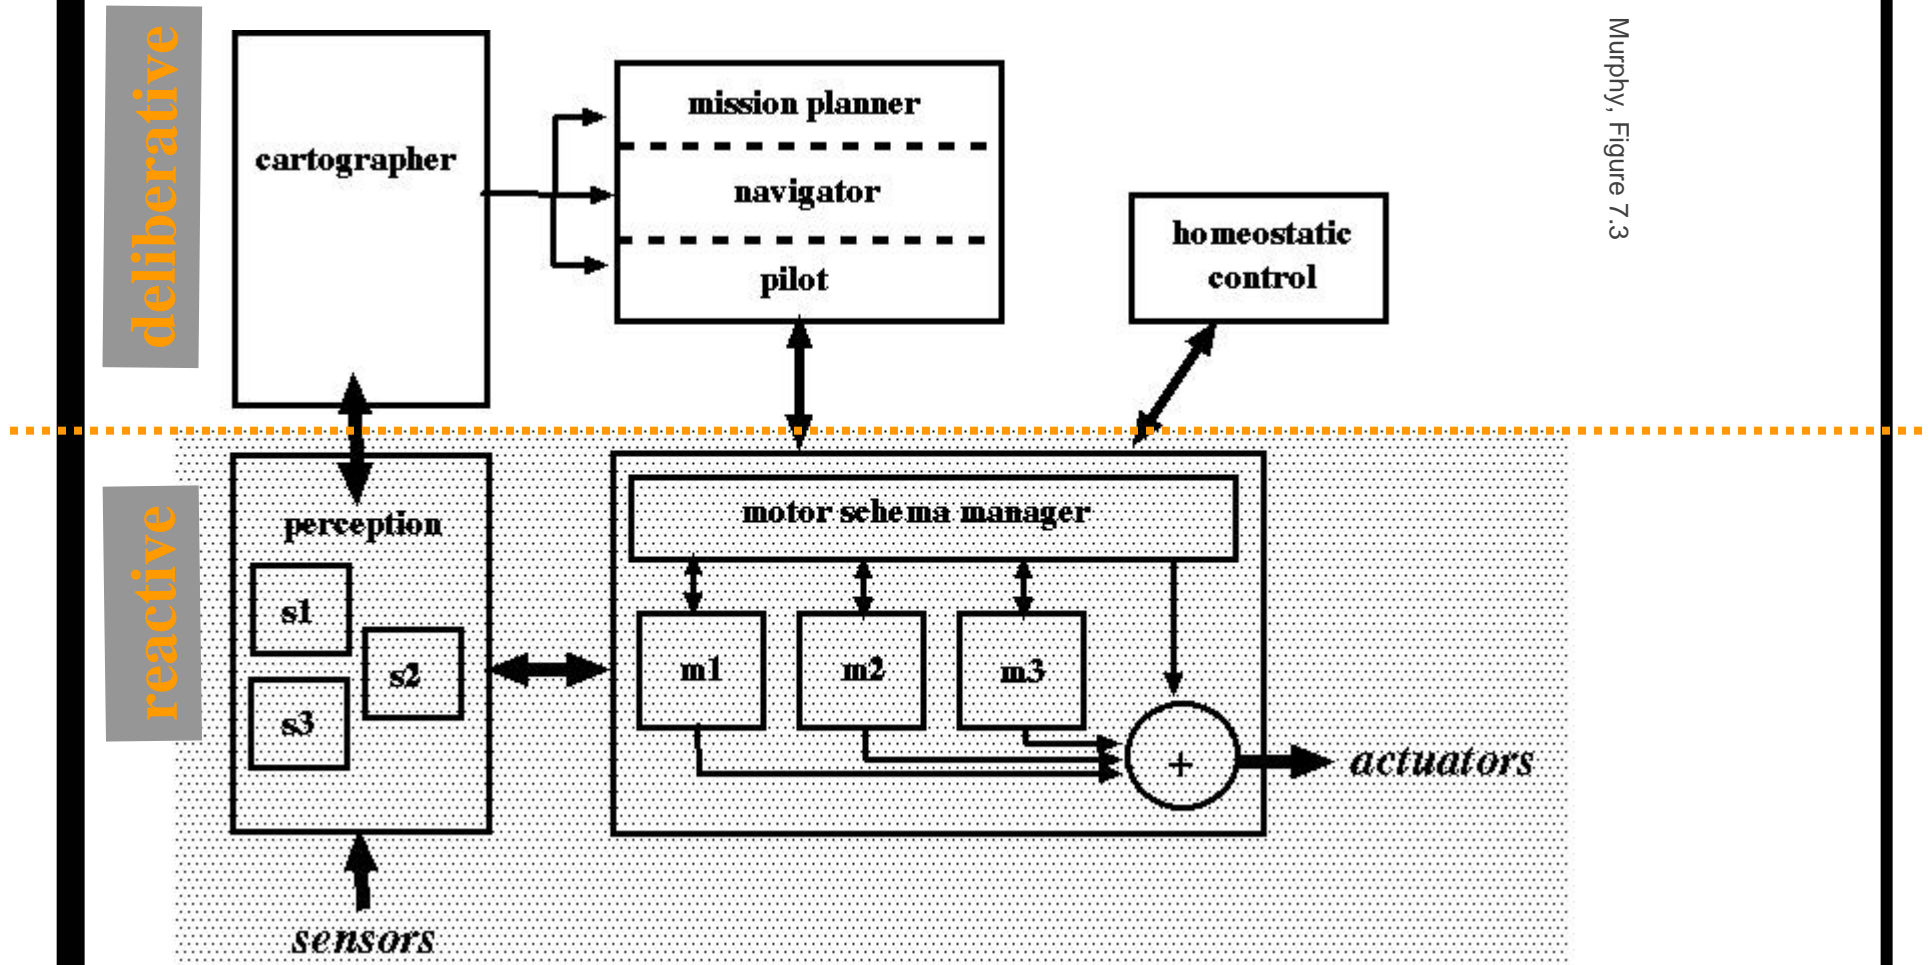 deliberative
cartographer
mission planner
navigator
pilot
homeostatic
control
Murphy, Figure 7.3
reactive
perception
s1
s2
s3
motor schema manager
m1
m2
m3
+
actuators
sensors